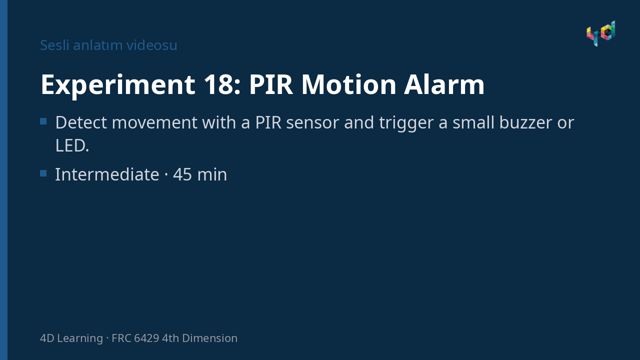 Sesli anlatım videosu
Experiment 18: PIR Motion Alarm
Detect movement with a PIR sensor and trigger a small buzzer or
LED.
Intermediate · 45 min
4D Learning · FRC 6429 4th Dimension
4d